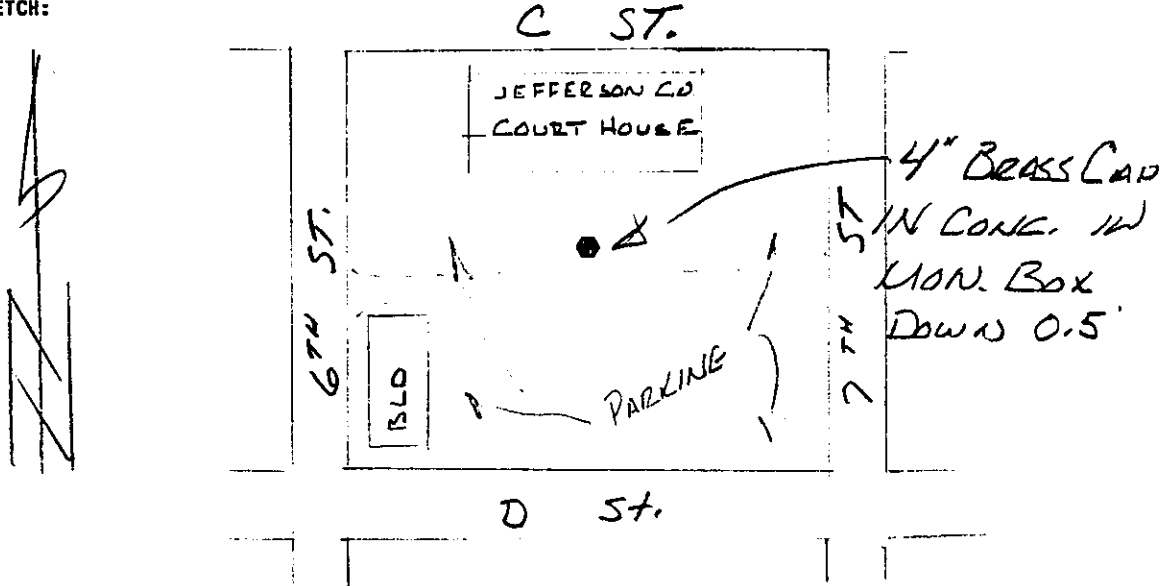 ETCH:
C ST.
JEFFERSON CO
COURT HOUSE
4" BRASS CAP
IN CONC. IN
MON. BOX
DOWN 0.5'
6TH ST.
7TH ST
BLD
PARKING
D St.
N